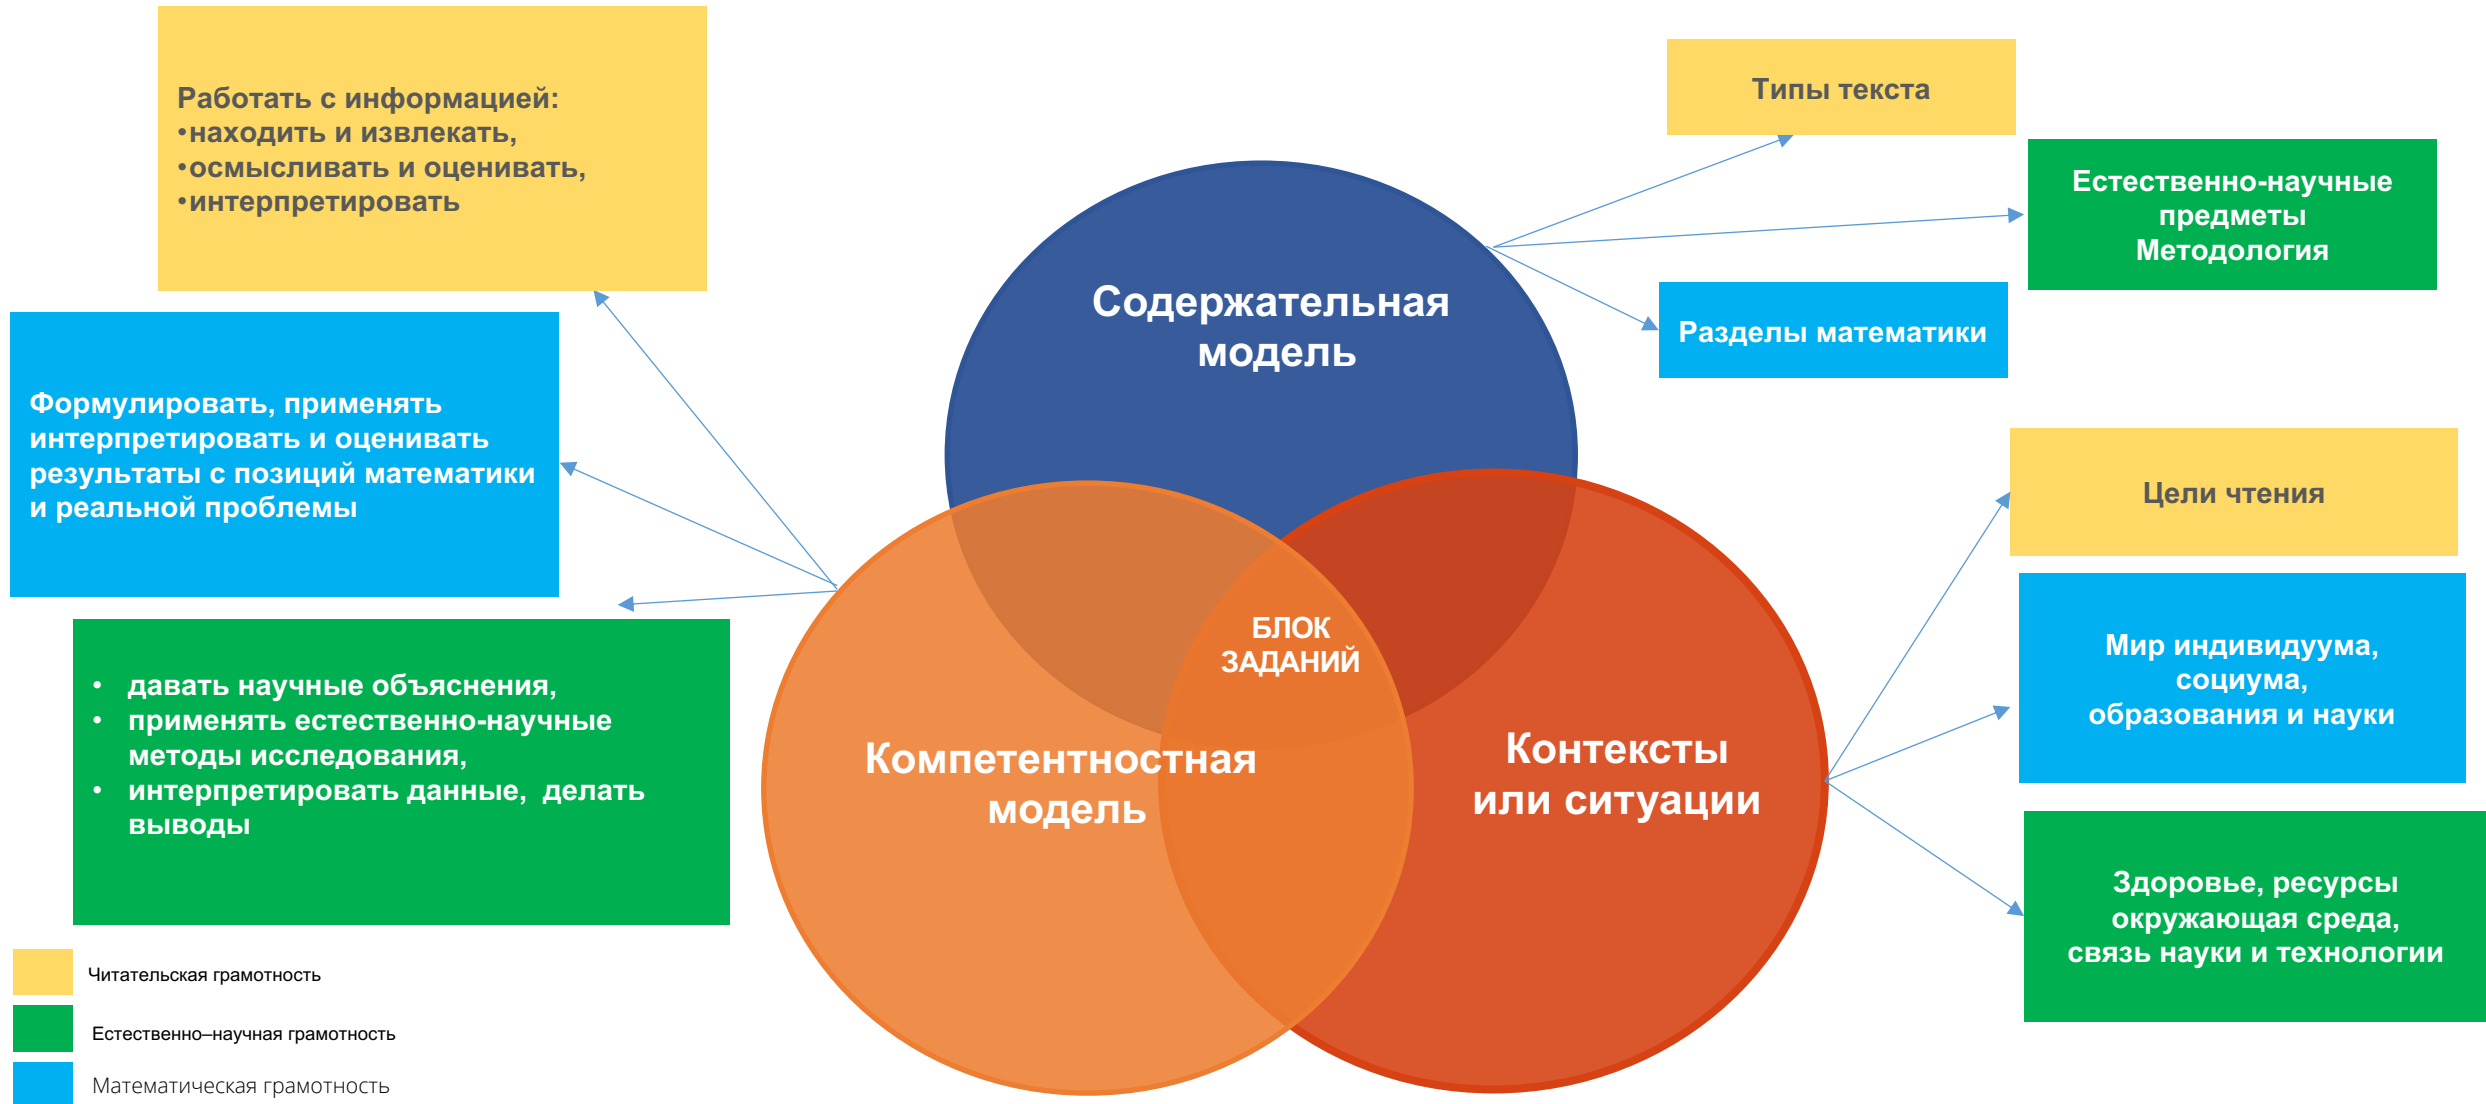 Работать с информацией:
•находить и извлекать,
•осмысливать и оценивать,
•интерпретировать
Формулировать, применять
интерпретировать и оценивать
результаты с позиций математики
и реальной проблемы
• давать научные объяснения,
• применять естественно-научные
методы исследования,
• интерпретировать данные,  делать
выводы
Читательская грамотность
Естественно–научная грамотность
Математическая грамотность
Содержательная
модель
БЛОК
ЗАДАНИЙ
Компетентностная
модель
Контексты
или ситуации
Типы текста
Естественно-научные
предметы
Методология
Разделы математики
Цели чтения
Мир индивидуума,
социума,
образования и науки
Здоровье, ресурсы
окружающая среда,
связь науки и технологии